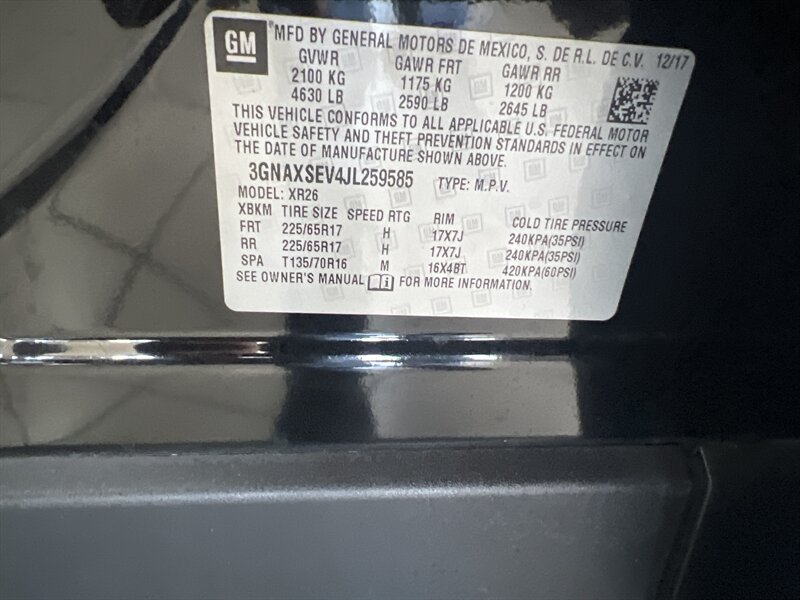 GM
®MFD BY GENERAL MOTORS DE MEXICO, S. DE R.L. DE C.V. 12/17
GVWR GAWR FRT GAWR RR
2100 KG 1175 KG 1200 KG
4630 LB 2590 LB 2645 LB
THIS VEHICLE CONFORMS TO ALL APPLICABLE U.S. FEDERAL MOTOR
VEHICLE SAFETY AND THEFT PREVENTION STANDARDS IN EFFECT ON
THE DATE OF MANUFACTURE SHOWN ABOVE.
3GNAXSEV4JL259585 TYPE: M.P.V.
MODEL: XR26
XBKM TIRE SIZE SPEED RTG RIM COLD TIRE PRESSURE
FRT 225/65R17 H 17X7J 240KPA(35PSI)
RR 225/65R17 H 17X7J 240KPA(35PSI)
SPA T135/70R16 M 16X4BT 420KPA(60PSI)
SEE OWNER'S MANUAL FOR MORE INFORMATION.